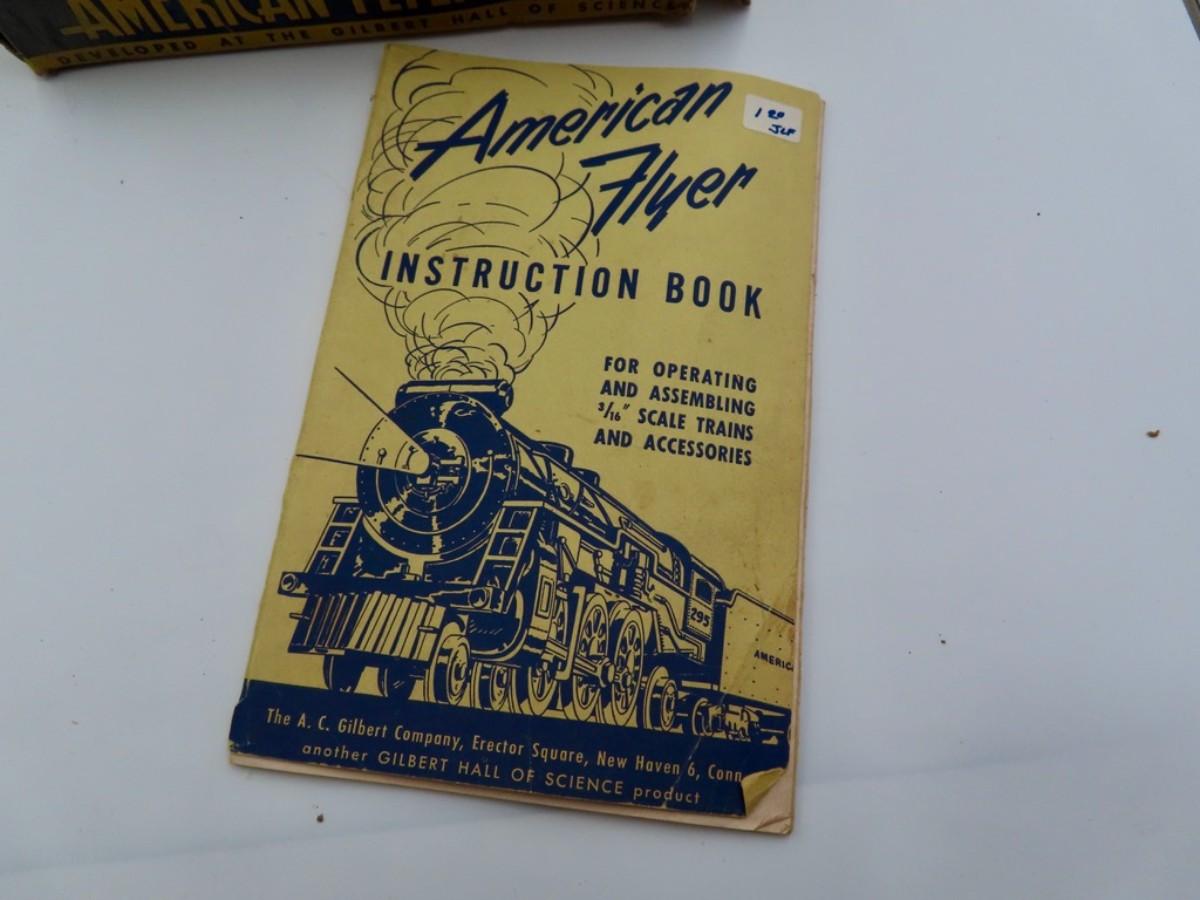 AMERICAN
DEVELOPED AT THE GILBERT HALL OF SCIENCE
American
Flyer
INSTRUCTION BOOK
FOR OPERATING
AND ASSEMBLING
3/16" SCALE TRAINS
AND ACCESSORIES
295
AMERIC
The A. C. Gilbert Company, Erector Square, New Haven 6, Conn
another GILBERT HALL OF SCIENCE product